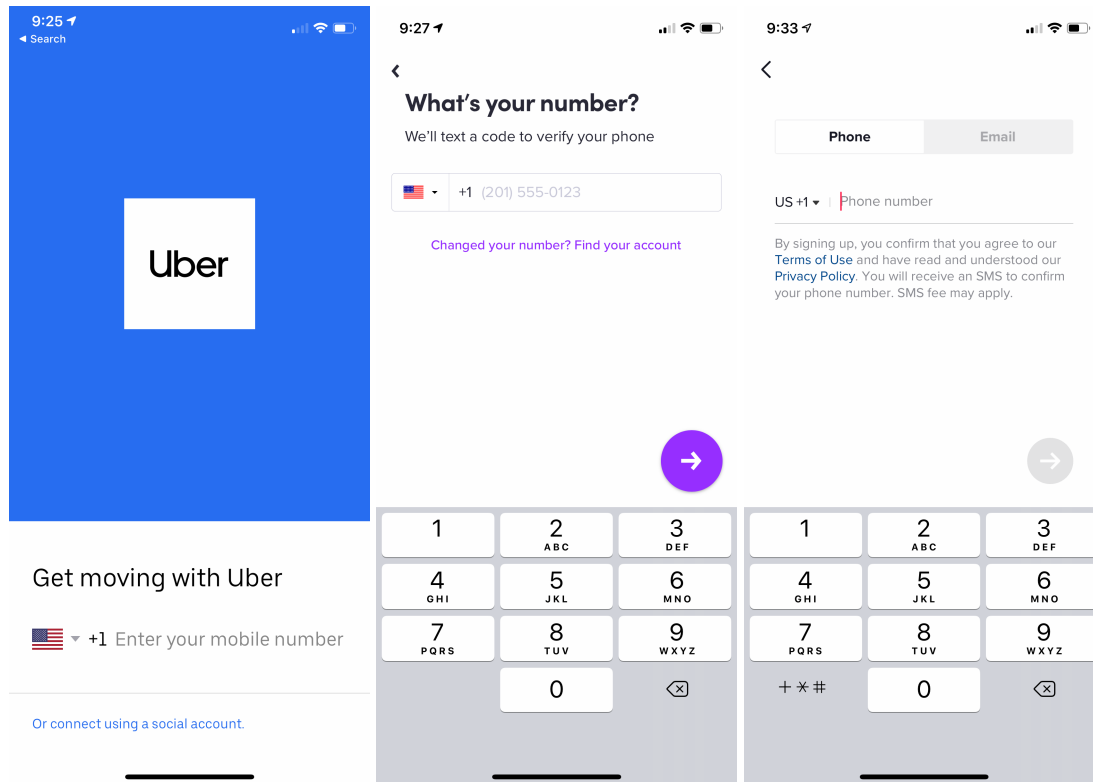 9:25
◀ Search
Uber
Get moving with Uber
+1 Enter your mobile number
Or connect using a social account.
9:27
What's your number?
We'll text a code to verify your phone
+1 (201) 555-0123
Changed your number? Find your account
1 2 3
ABC DEF
4 5 6
GHI JKL MNO
7 8 9
PQRS TUV WXYZ
0
9:33
Phone Email
US +1 Phone number
By signing up, you confirm that you agree to our
Terms of Use and have read and understood our
Privacy Policy. You will receive an SMS to confirm
your phone number. SMS fee may apply.
1 2 3
ABC DEF
4 5 6
GHI JKL MNO
7 8 9
PQRS TUV WXYZ
+*# 0